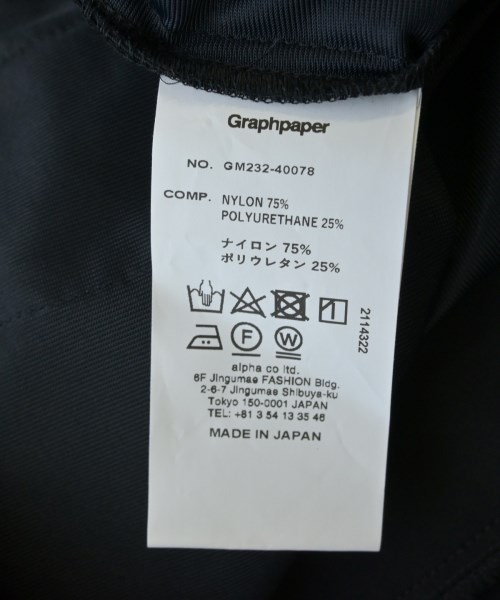 Graphpaper
NO. GM232-40078
COMP. NYLON 75%
POLYURETHANE 25%
ナイロン 75%
ポリウレタン 25%
F W
2114322
alpha co ltd.
6F Jingumae FASHION Bldg.
2-6-7 Jingumae Shibuya-ku
Tokyo 150-0001 JAPAN
TEL: +81 3 54 13 35 46
MADE IN JAPAN